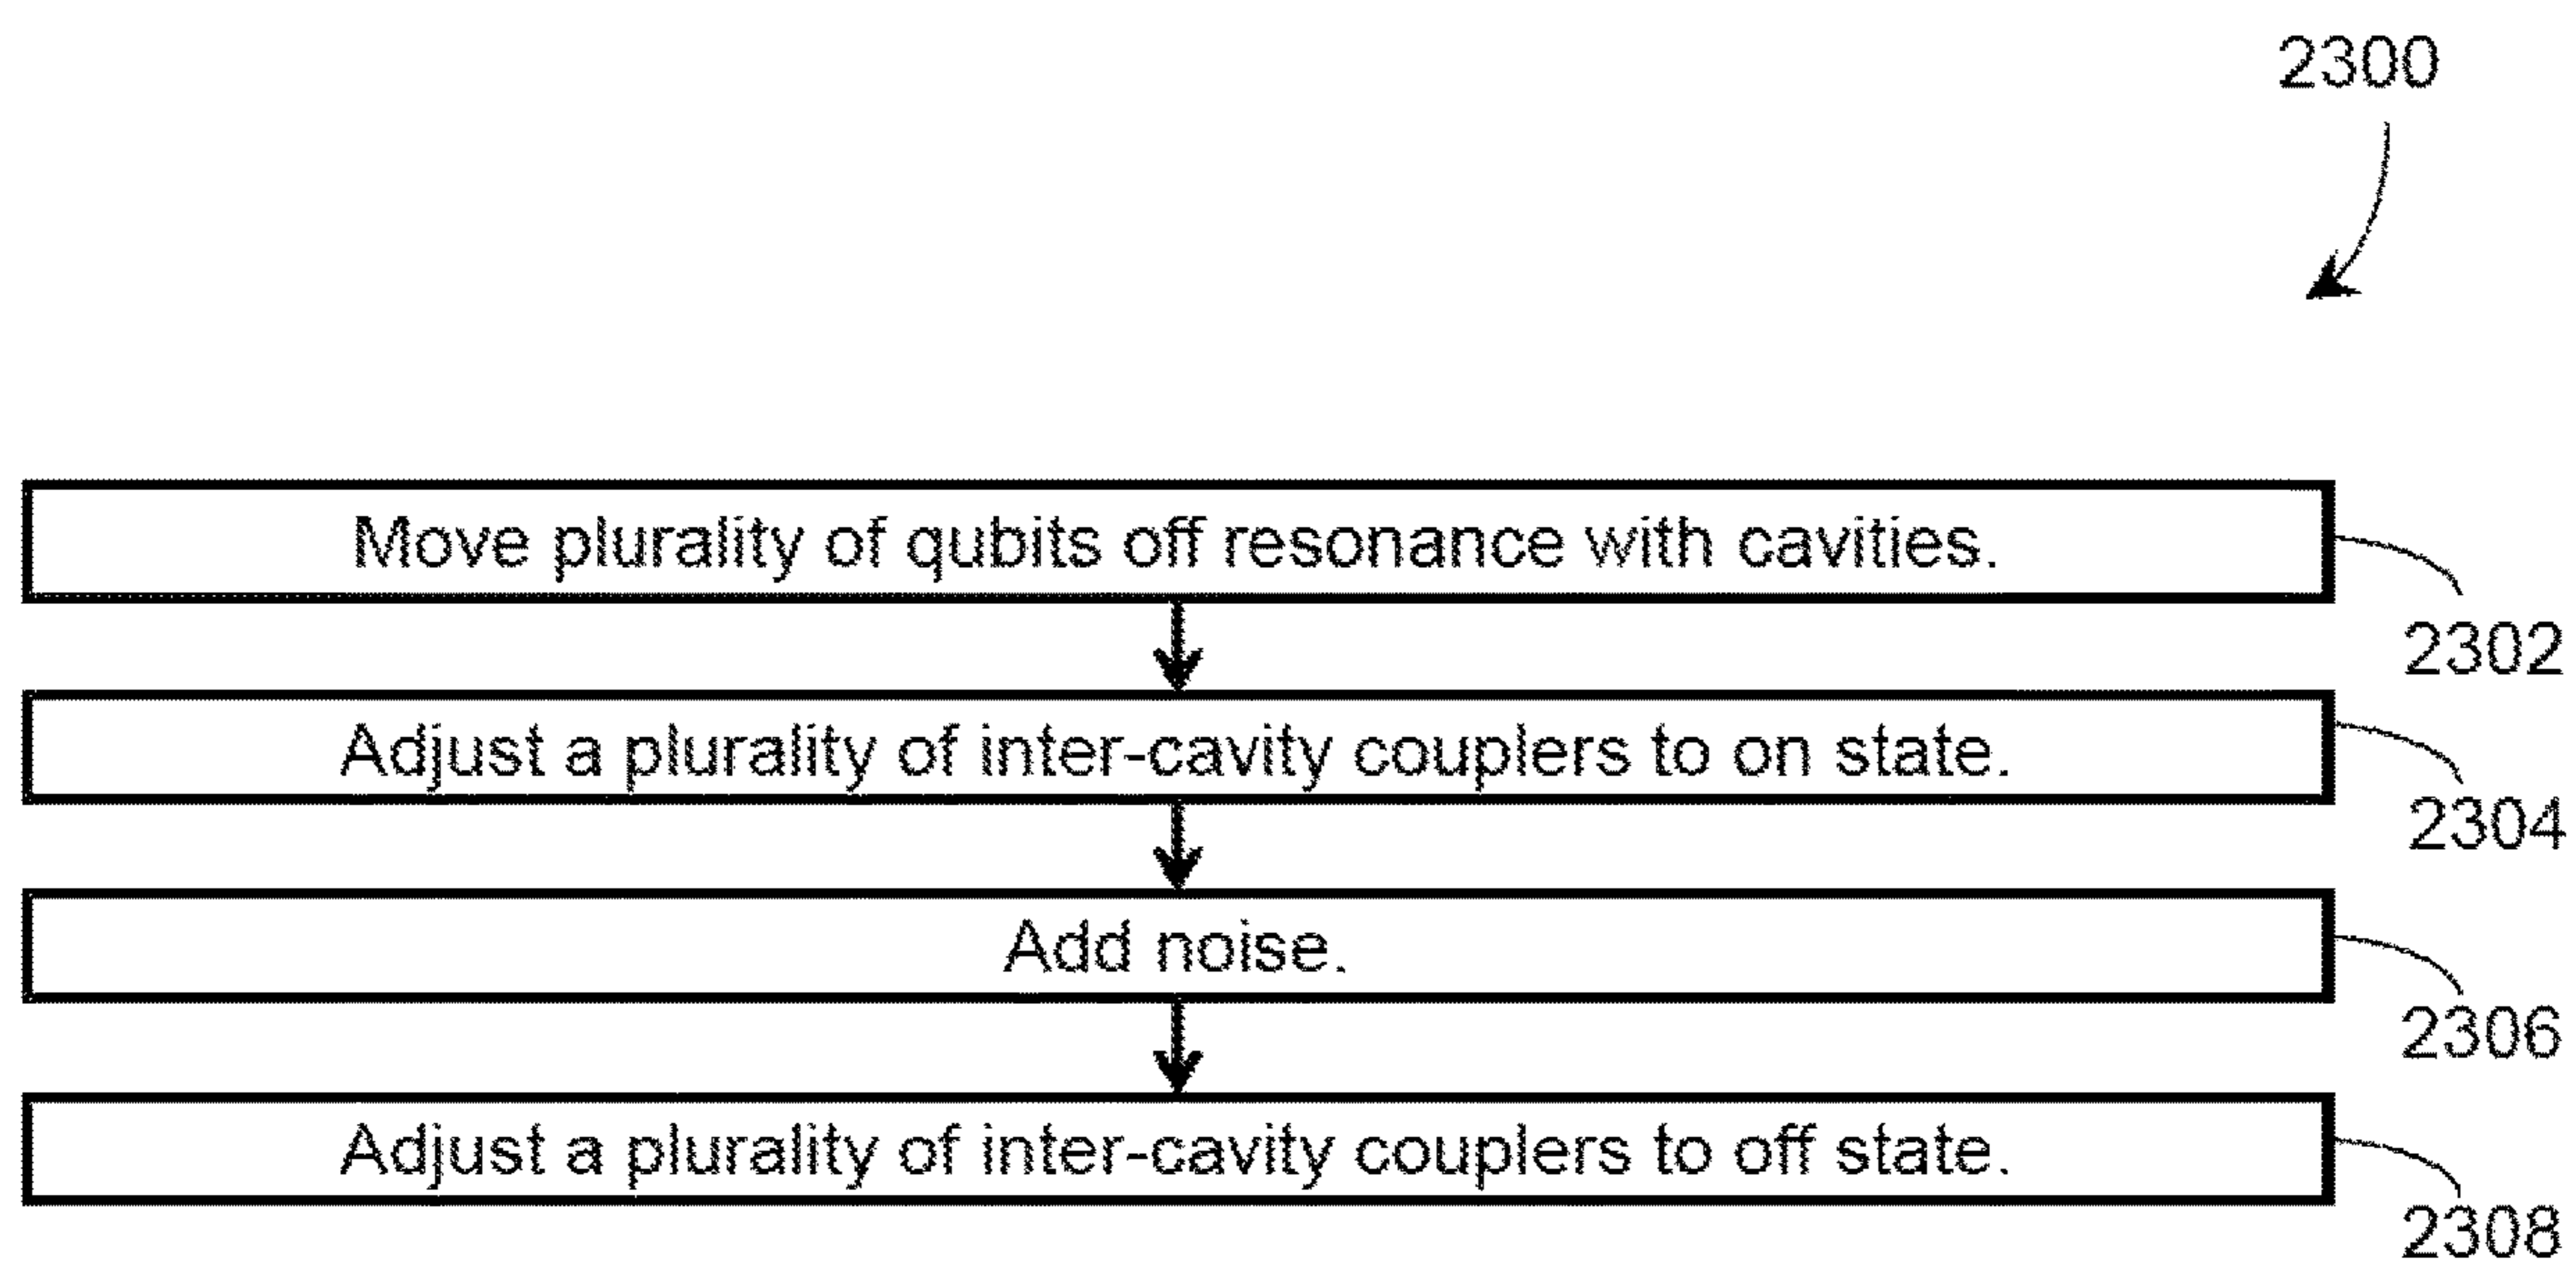 2300
Move plurality of qubits off resonance with cavities.
2302
Adjust a plurality of inter-cavity couplers to on state.
2304
Add noise.
2306
Adjust a plurality of inter-cavity couplers to off state.
2308